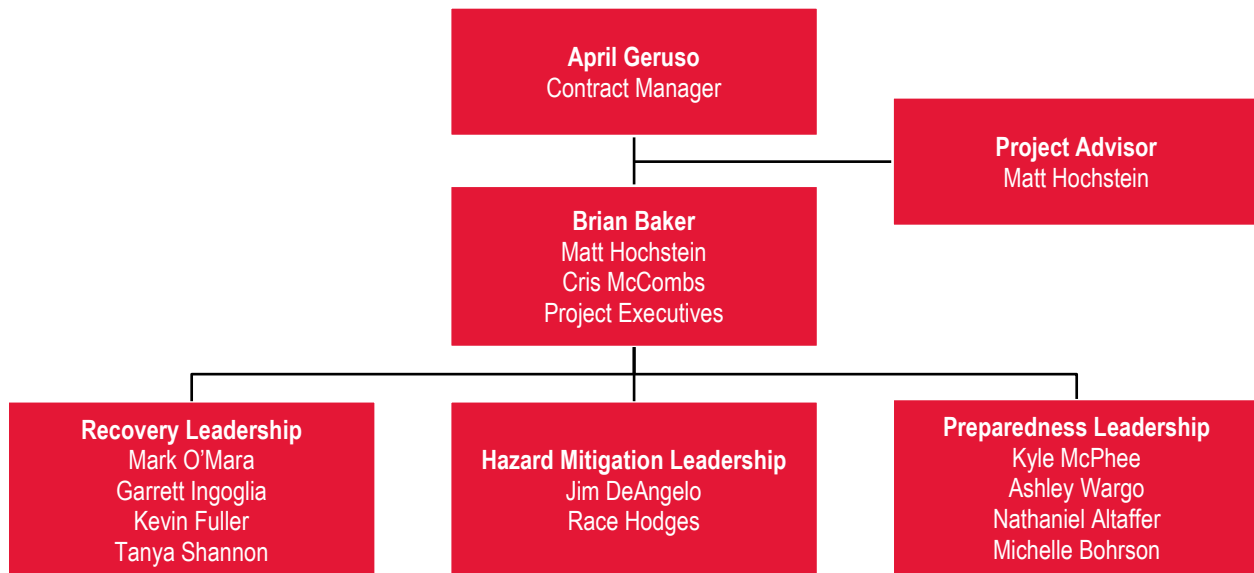 April Geruso
Contract Manager
Project Advisor
Matt Hochstein
Brian Baker
Matt Hochstein
Cris McCombs
Project Executives
Recovery Leadership
Mark O’Mara
Garrett Ingoglia
Kevin Fuller
Tanya Shannon
Hazard Mitigation Leadership
Jim DeAngelo
Race Hodges
Preparedness Leadership
Kyle McPhee
Ashley Wargo
Nathaniel Altaffer
Michelle Bohrson